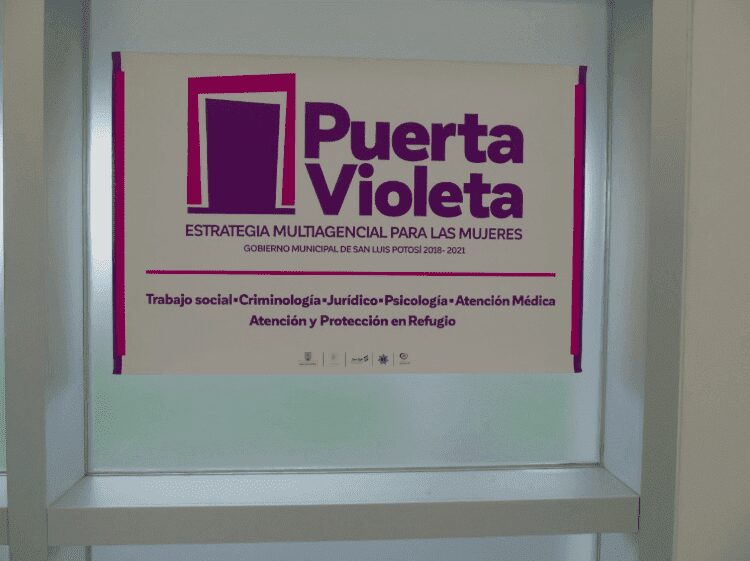 Puerta
Violeta
ESTRATEGIA MULTIAGENCIAL PARA LAS MUJERES
GOBIERNO MUNICIPAL DE SAN LUIS POTOSÍ 2018- 2021
Trabajo social▪Criminología▪Jurídico▪Psicología▪Atención Médica
Atención y Protección en Refugio